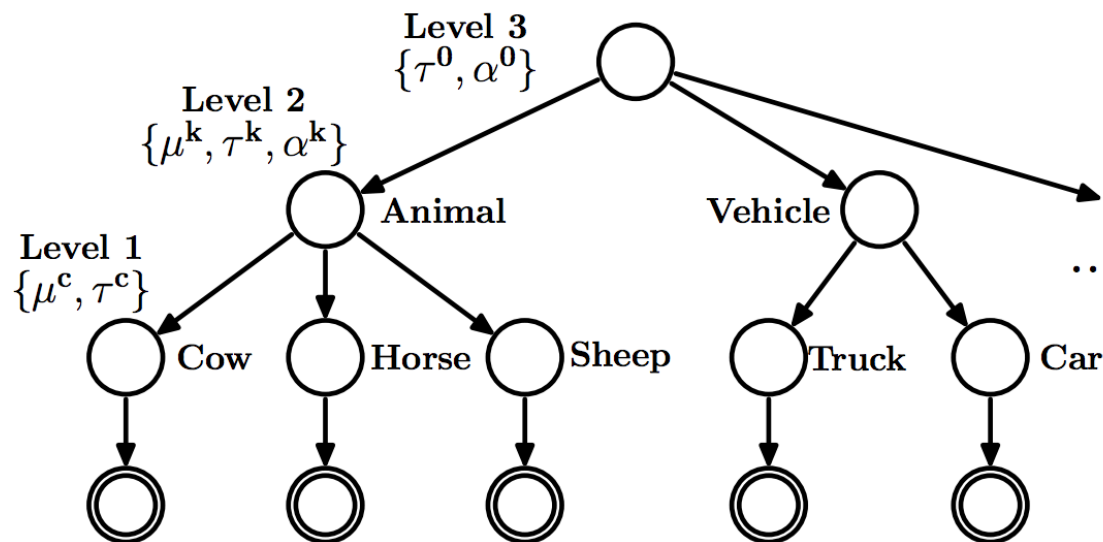 Level 3
{τ⁰, α⁰}
Level 2
{μᵏ, τᵏ, αᵏ}
Animal
Vehicle
Level 1
{μᶜ, τᶜ}
..
Cow
Horse
Sheep
Truck
Car